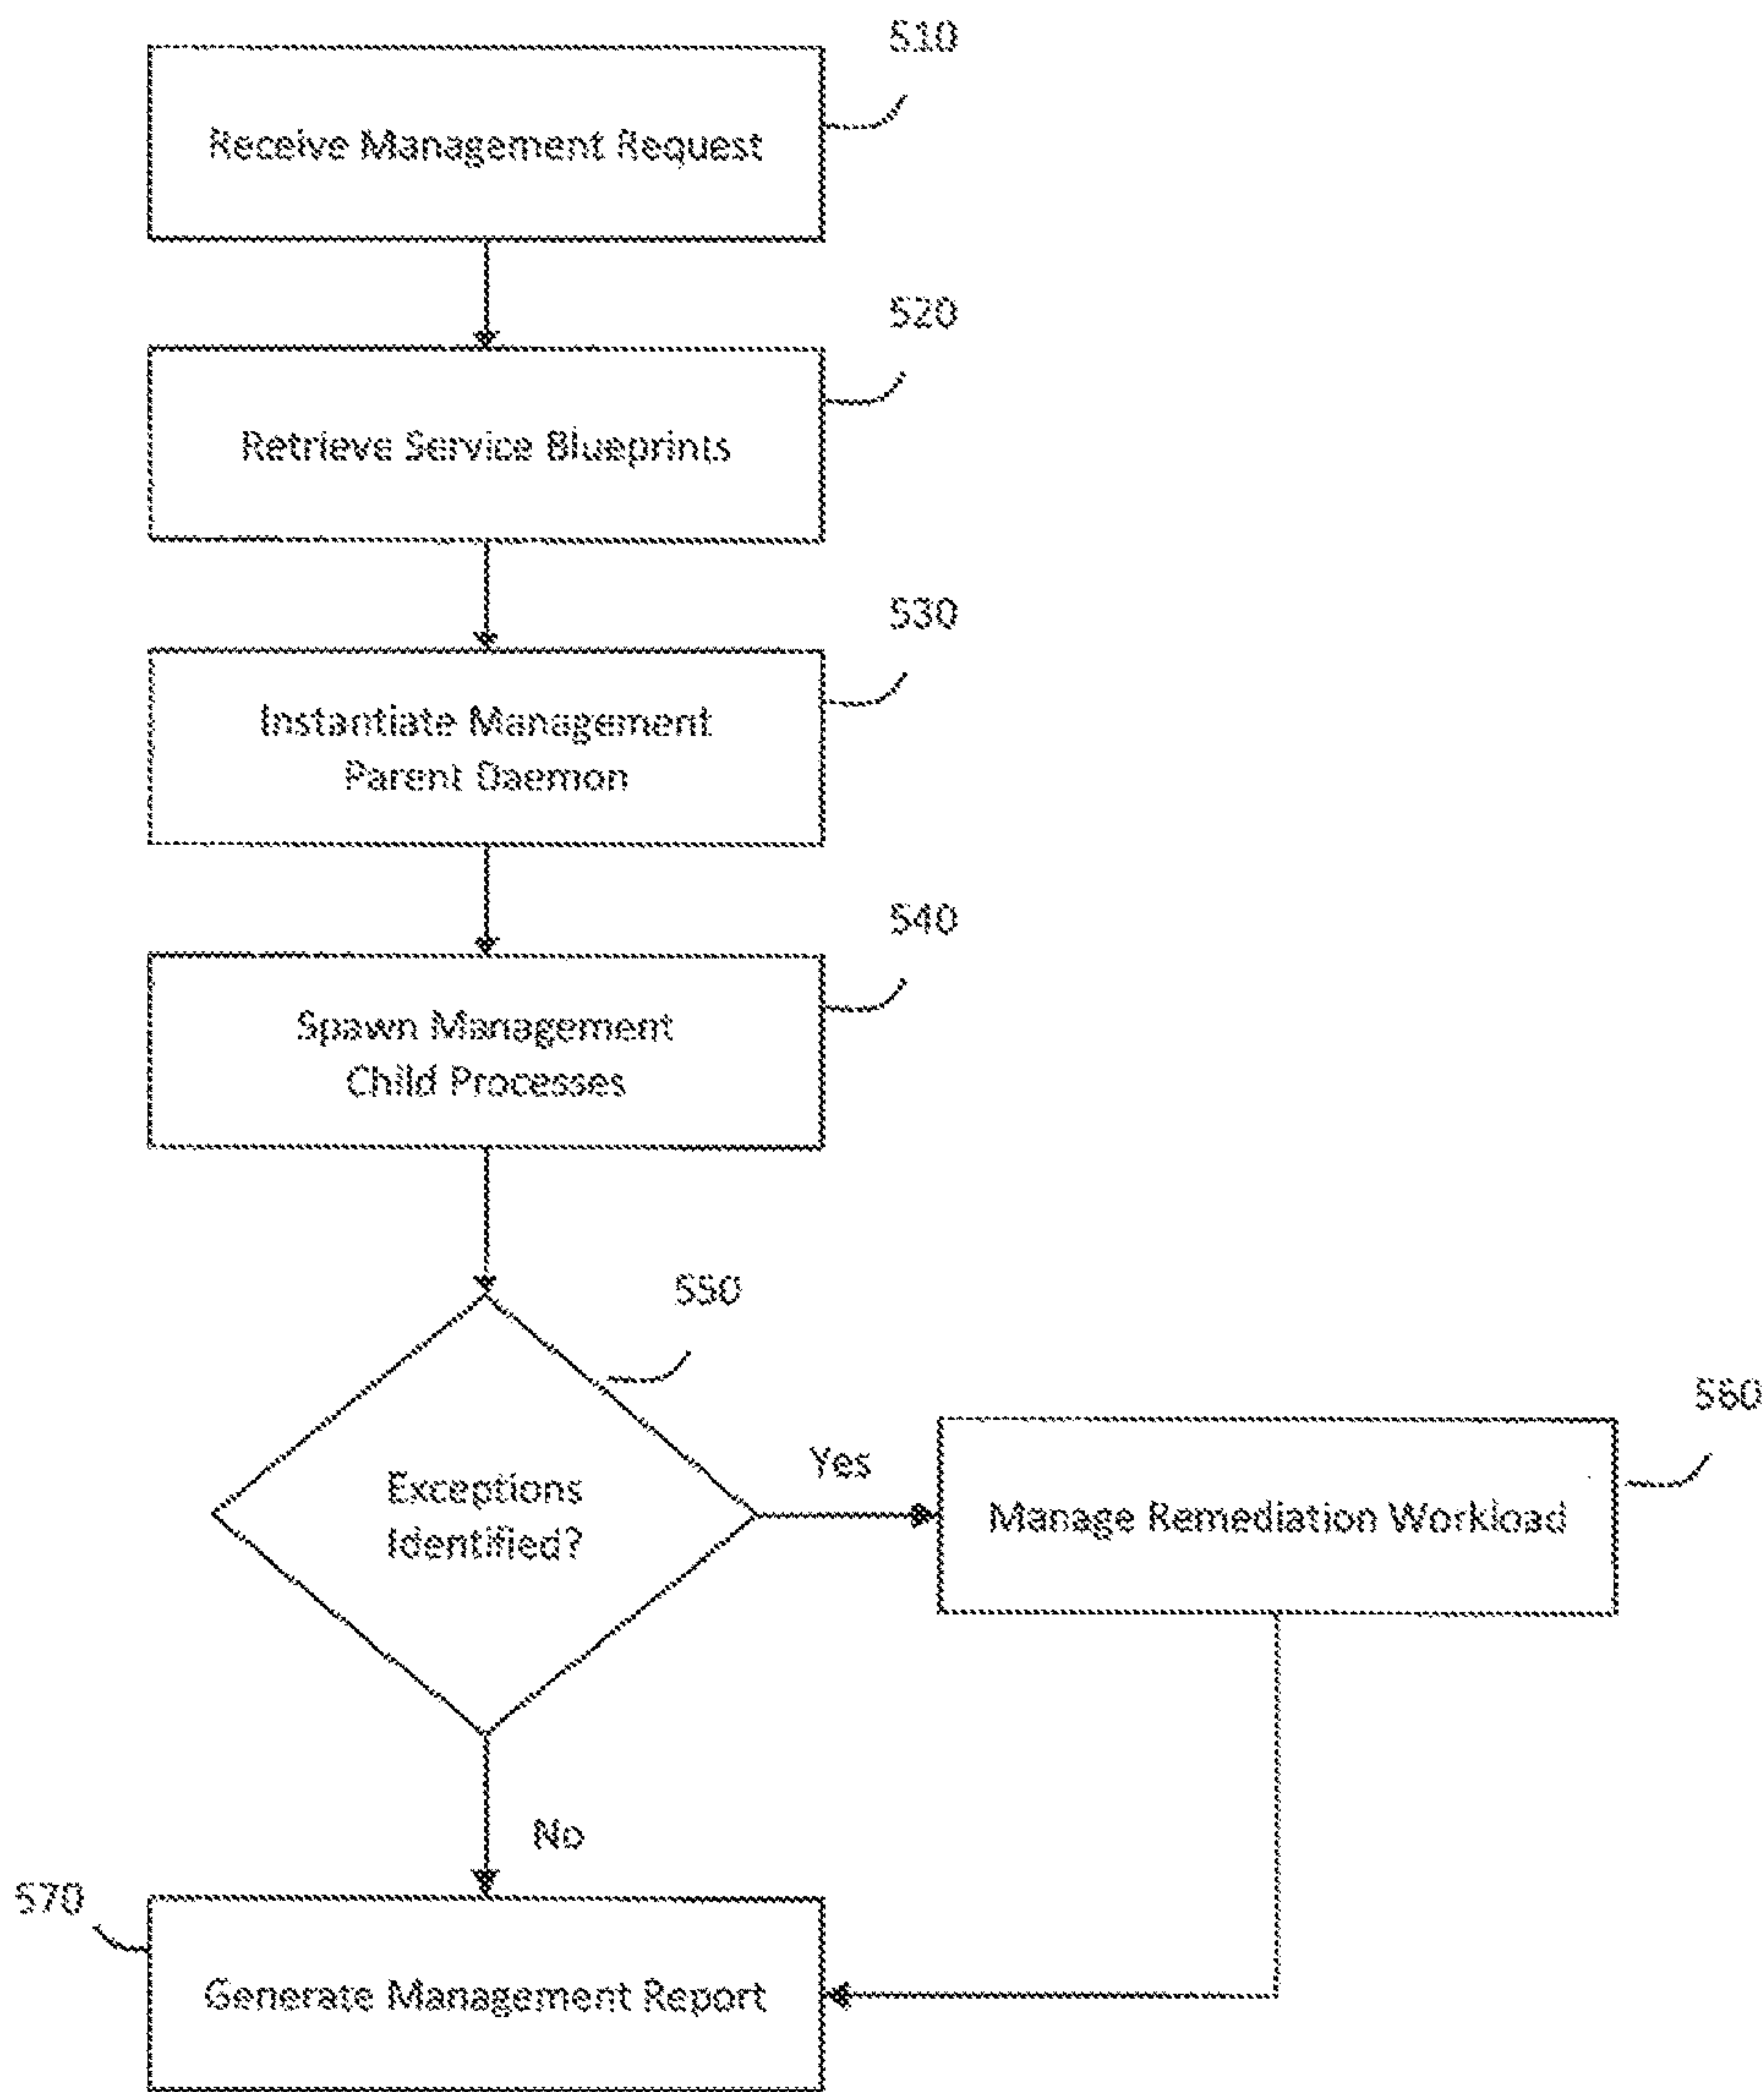 510
Receive Management Request
520
Retrieve Service Blueprints
530
Instantiate Management
Parent Daemon
540
Spawn Management
Child Processes
550
Exceptions
Identified?
Yes
560
Manage Remediation Workload
No
570
Generate Management Report